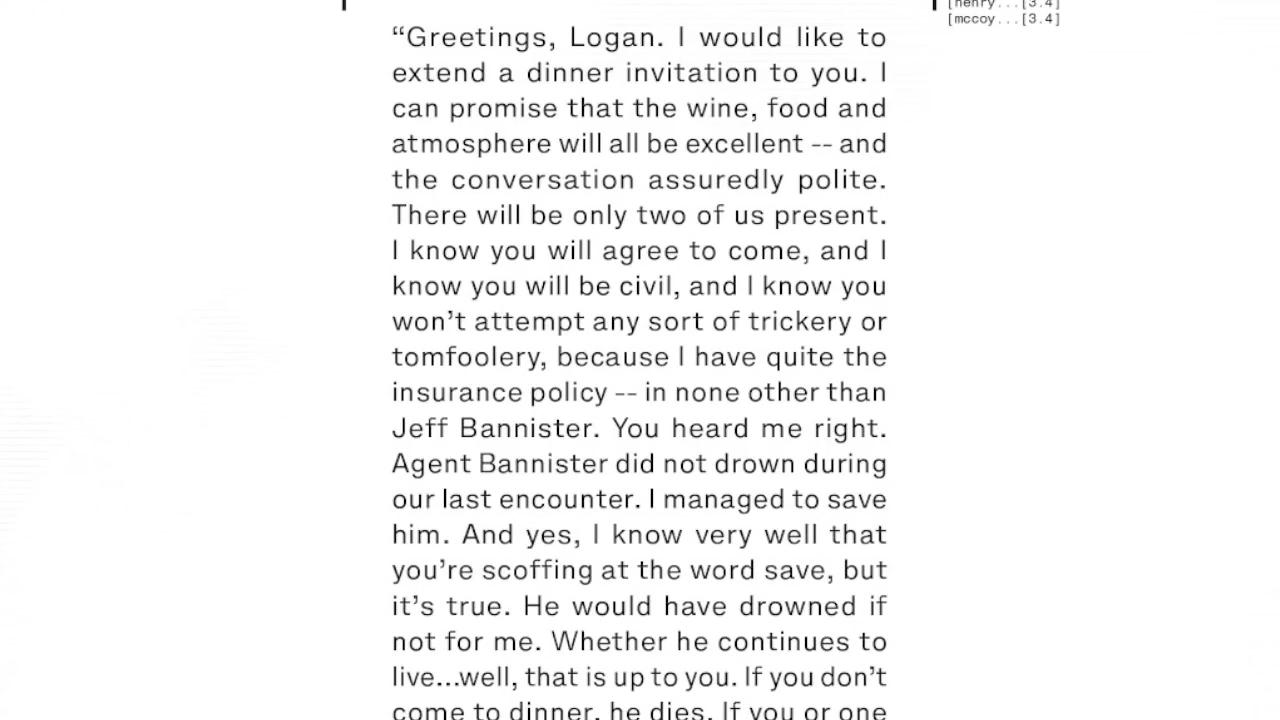 [henry...[3.4]
[mccoy...[3.4]
“Greetings, Logan. I would like to
extend a dinner invitation to you. I
can promise that the wine, food and
atmosphere will all be excellent -- and
the conversation assuredly polite.
There will be only two of us present.
I know you will agree to come, and I
know you will be civil, and I know you
won’t attempt any sort of trickery or
tomfoolery, because I have quite the
insurance policy -- in none other than
Jeff Bannister. You heard me right.
Agent Bannister did not drown during
our last encounter. I managed to save
him. And yes, I know very well that
you’re scoffing at the word save, but
it’s true. He would have drowned if
not for me. Whether he continues to
live...well, that is up to you. If you don’t
come to dinner, he dies. If you or one